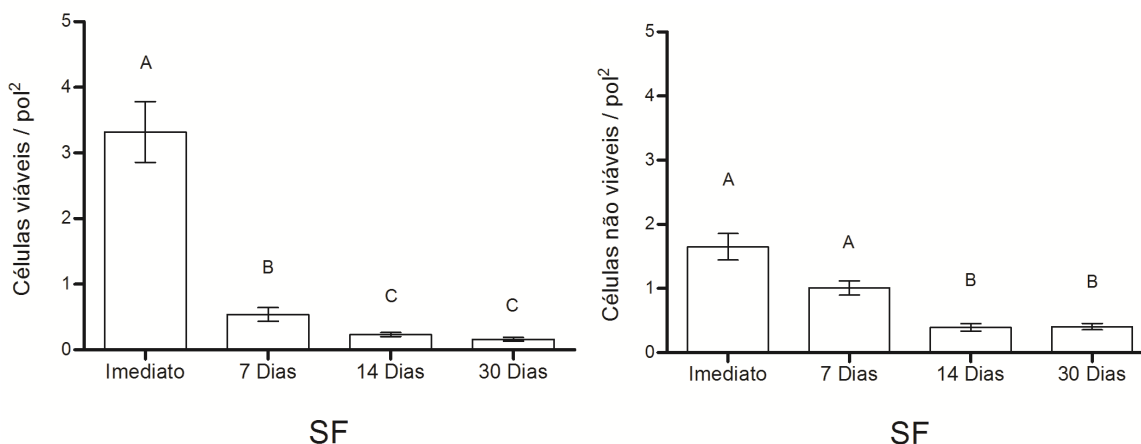 Células viáveis / pol²
5
4
3
2
1
0
A
B
C
C
Imediato 7 Dias 14 Dias 30 Dias
SF
Células não viáveis / pol²
5
4
3
2
1
0
A
A
B
B
Imediato 7 Dias 14 Dias 30 Dias
SF